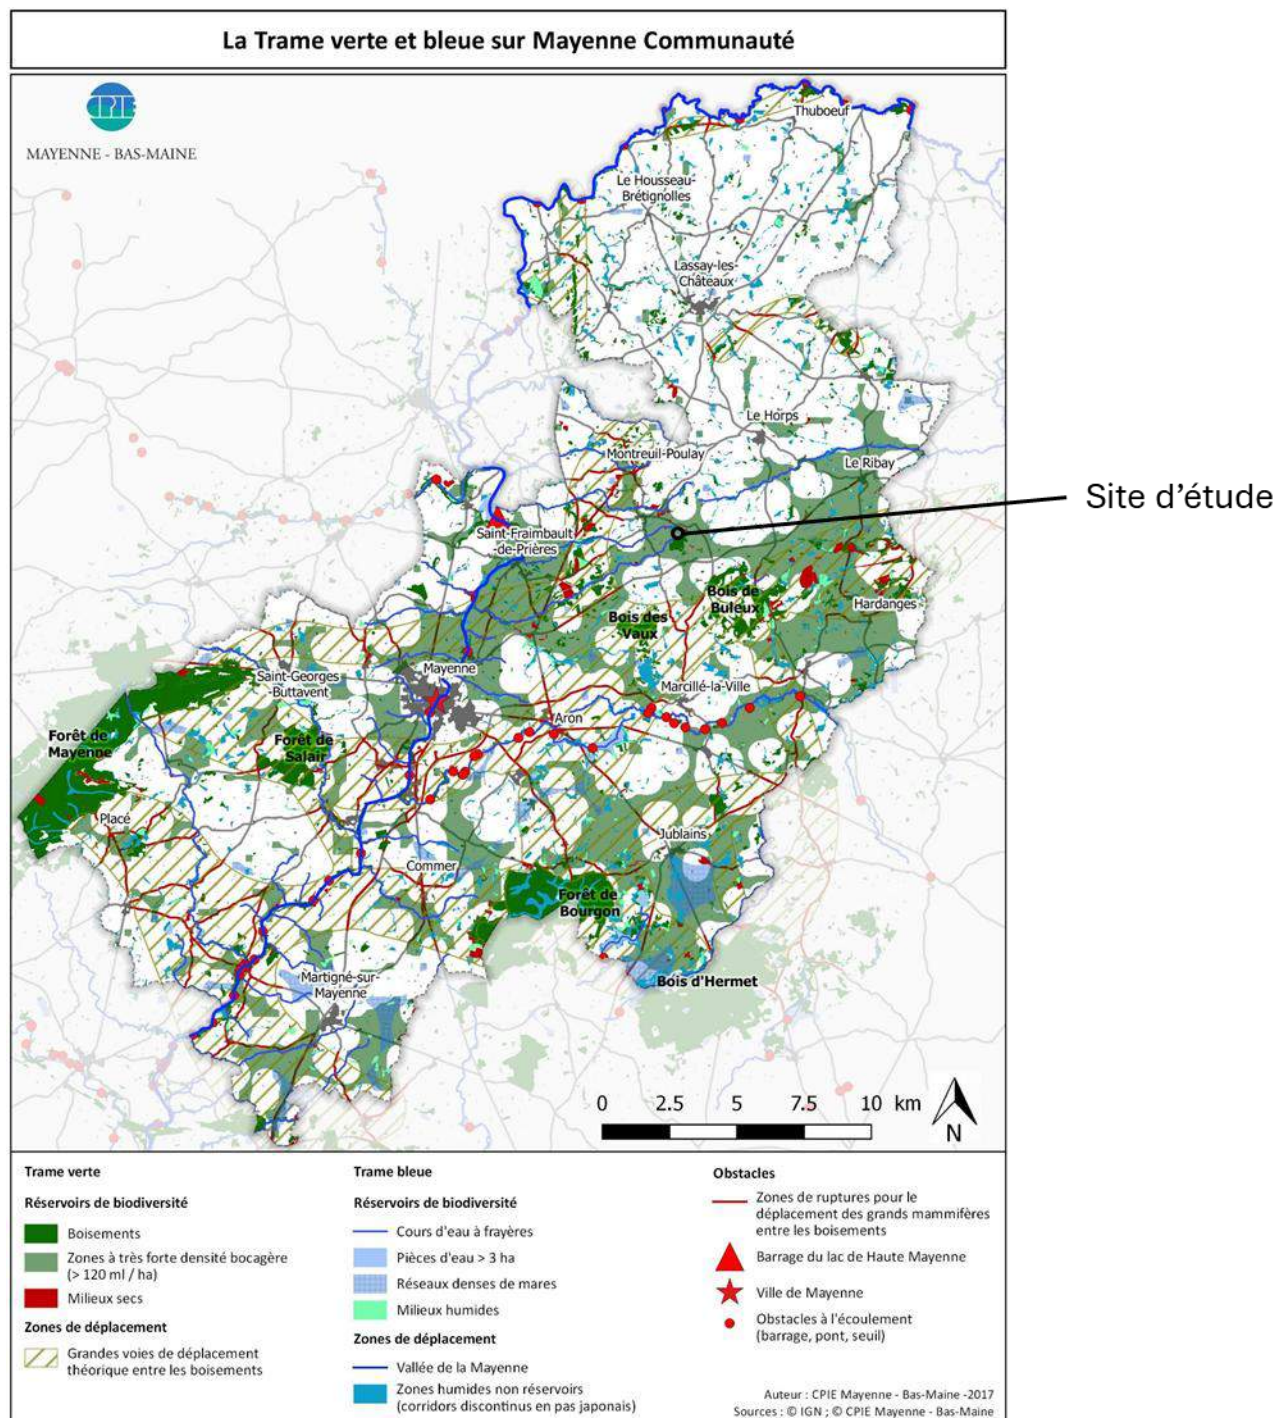 La Trame verte et bleue sur Mayenne Communauté
CPIE
MAYENNE - BAS-MAINE
Thuboeuf
Le Housseau-
Brétignolles
Lassay-les-
Châteaux
Le Horps
Montreuil-Poulay
Le Ribay
Site d'étude
Saint-Fraimbault
-de-Prières
Bois de
Buleux
Hardanges
Bois des
Vaux
Mayenne
Saint-Georges
-Buttavent
Marcillé-la-Ville
Aron
Forêt de
Mayenne
Forêt de
Salair
Placé
Jublains
Commer
Forêt de
Bourgon
Martigné-sur-
Mayenne
Bois d'Hermet
0 2.5 5 7.5 10 km
N
Trame verte
Réservoirs de biodiversité
Boisements
Zones à très forte densité bocagère
(> 120 ml / ha)
Milieux secs
Zones de déplacement
Grandes voies de déplacement
théorique entre les boisements
Trame bleue
Réservoirs de biodiversité
Cours d'eau à frayères
Pièces d'eau > 3 ha
Réseaux denses de mares
Milieux humides
Zones de déplacement
Vallée de la Mayenne
Zones humides non réservoirs
(corridors discontinus en pas japonais)
Obstacles
Zones de ruptures pour le
déplacement des grands mammifères
entre les boisements
Barrage du lac de Haute Mayenne
Ville de Mayenne
Obstacles à l'écoulement
(barrage, pont, seuil)
Auteur : CPIE Mayenne - Bas-Maine -2017
Sources : © IGN ; © CPIE Mayenne - Bas-Maine